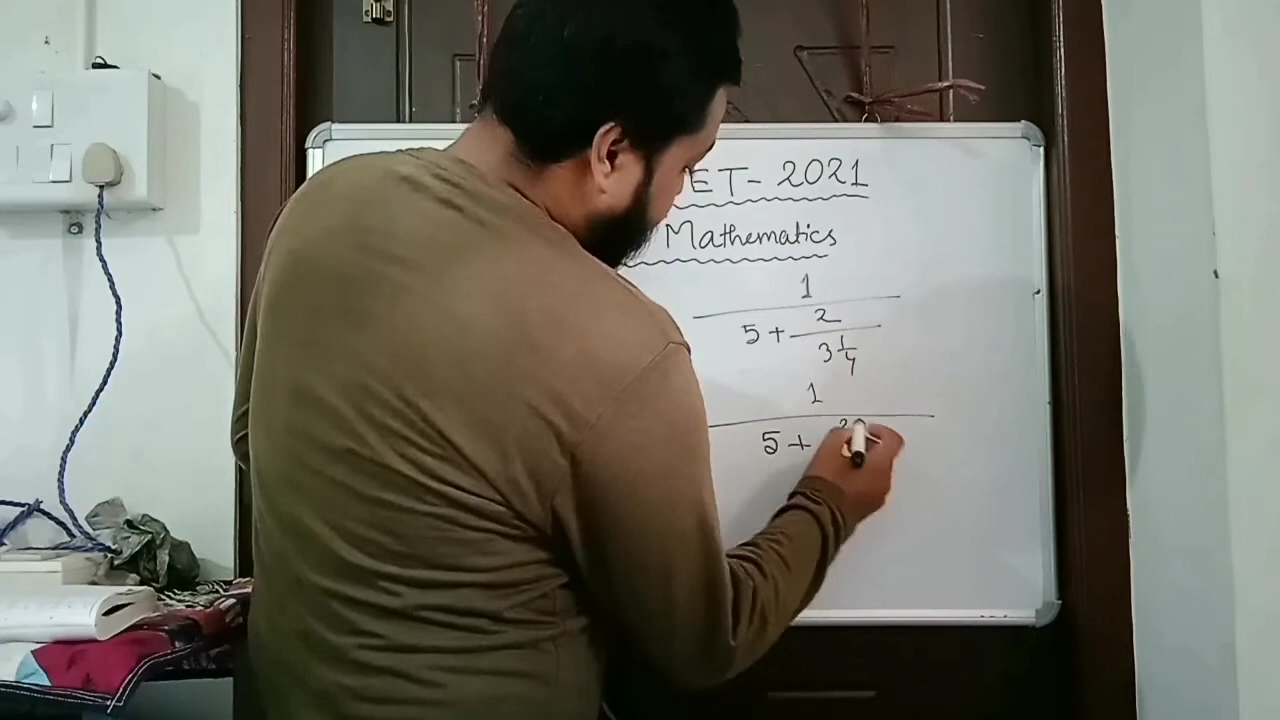 ET- 2021
Mathematics
1
5 + 2
3 1/4
1
5 +